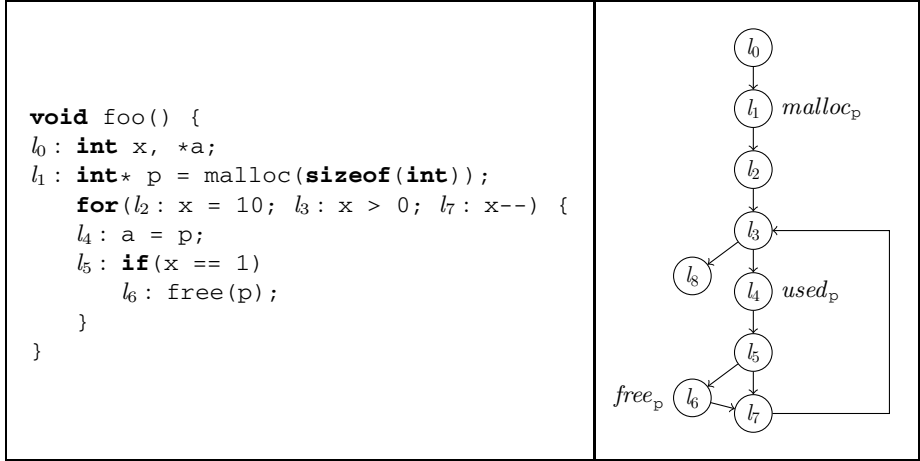 void foo() {
l₀ : int x, *a;
l₁ : int* p = malloc(sizeof(int));
for(l₂ : x = 10; l₃ : x > 0; l₇ : x--) {
l₄ : a = p;
l₅ : if(x == 1)
l₆ : free(p);
}
}
l₀
l₁ mallocₚ
l₂
l₃
l₈
l₄ usedₚ
l₅
freeₚ l₆
l₇